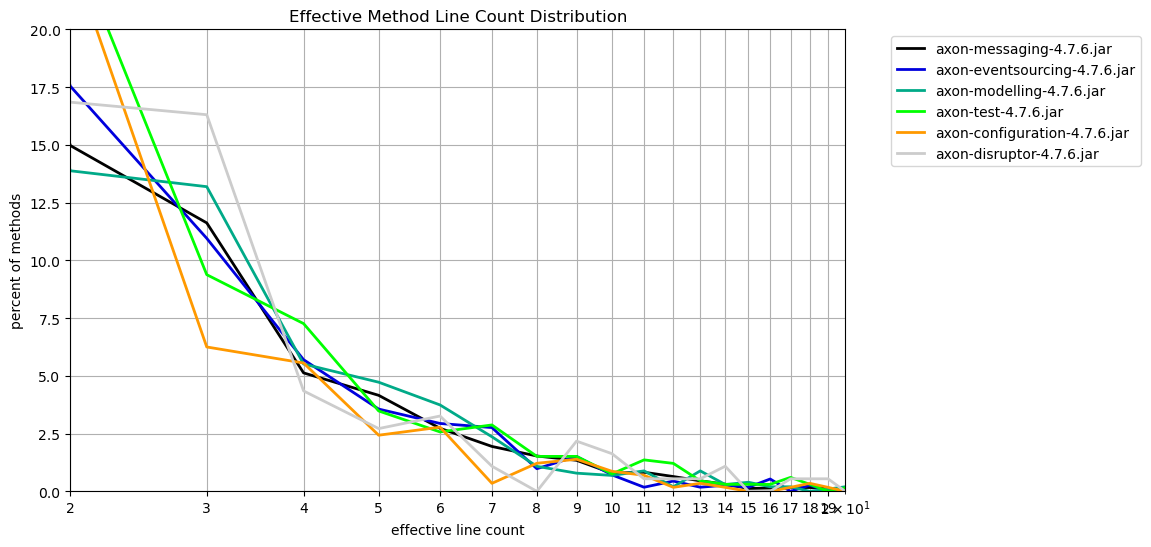 Effective Method Line Count Distribution
20.0
17.5
15.0
12.5
10.0
7.5
5.0
2.5
0.0
percent of methods
2 3 4 5 6 7 8 9 10 11 12 13 14 15 16 17 18 19 2 × 10^1
effective line count
axon-messaging-4.7.6.jar
axon-eventsourcing-4.7.6.jar
axon-modelling-4.7.6.jar
axon-test-4.7.6.jar
axon-configuration-4.7.6.jar
axon-disruptor-4.7.6.jar